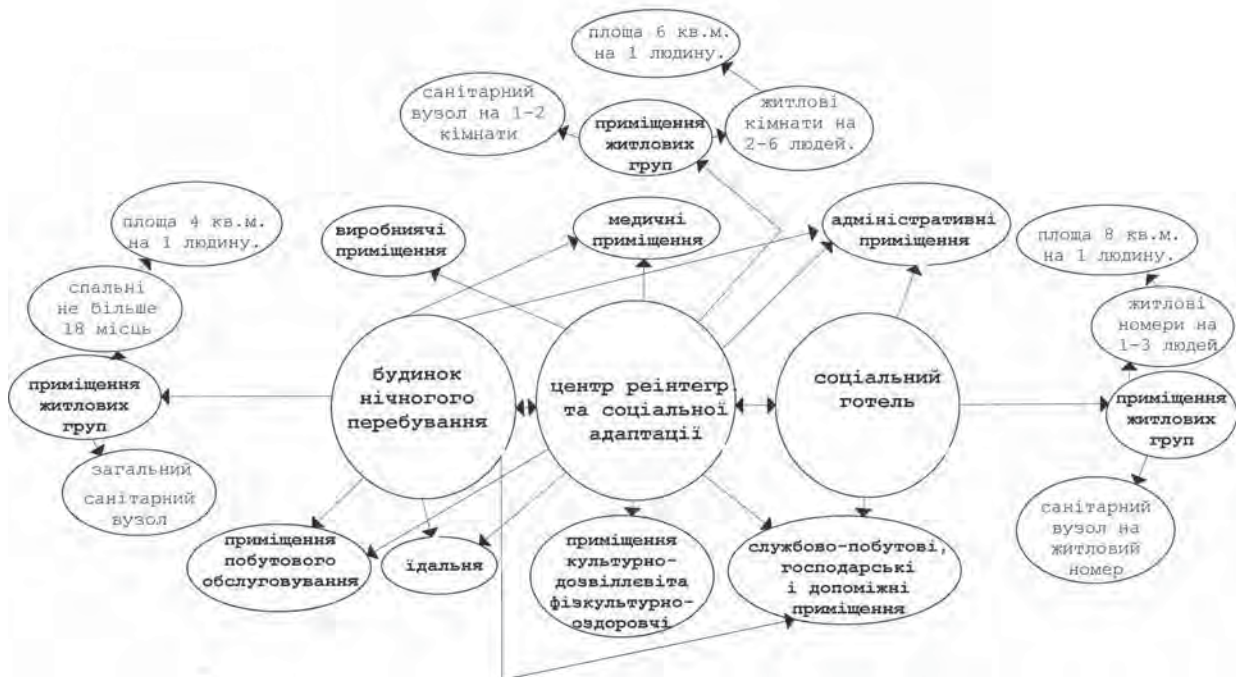 площа 6 кв.м.
на 1 людину.
санітарний
вузол на 1-2
кімнати
приміщення
житлових
груп
житлові
кімнати на
2-6 людей.
площа 4 кв.м.
на 1 людину.
виробниячі
приміщення
медичні
приміщення
адміністративні
приміщення
площа 8 кв.м.
на 1 людину.
спальні
не більше
18 місць
житлові
номери на
1-3 людей.
приміщення
житлових
груп
будинок
нічного
перебування
центр реінтегр.
та соціальної
адаптації
соціальний
готель
приміщення
житлових
груп
загальний
санітарний
вузол
санітарний
вузол на
житловий
номер
приміщення
побутового
обслуговування
їдальня
приміщення
культурно-
дозвіллєвіта
фізкультурно-
оздоровчі
службово-побутові,
господарські
і допоміжні
приміщення